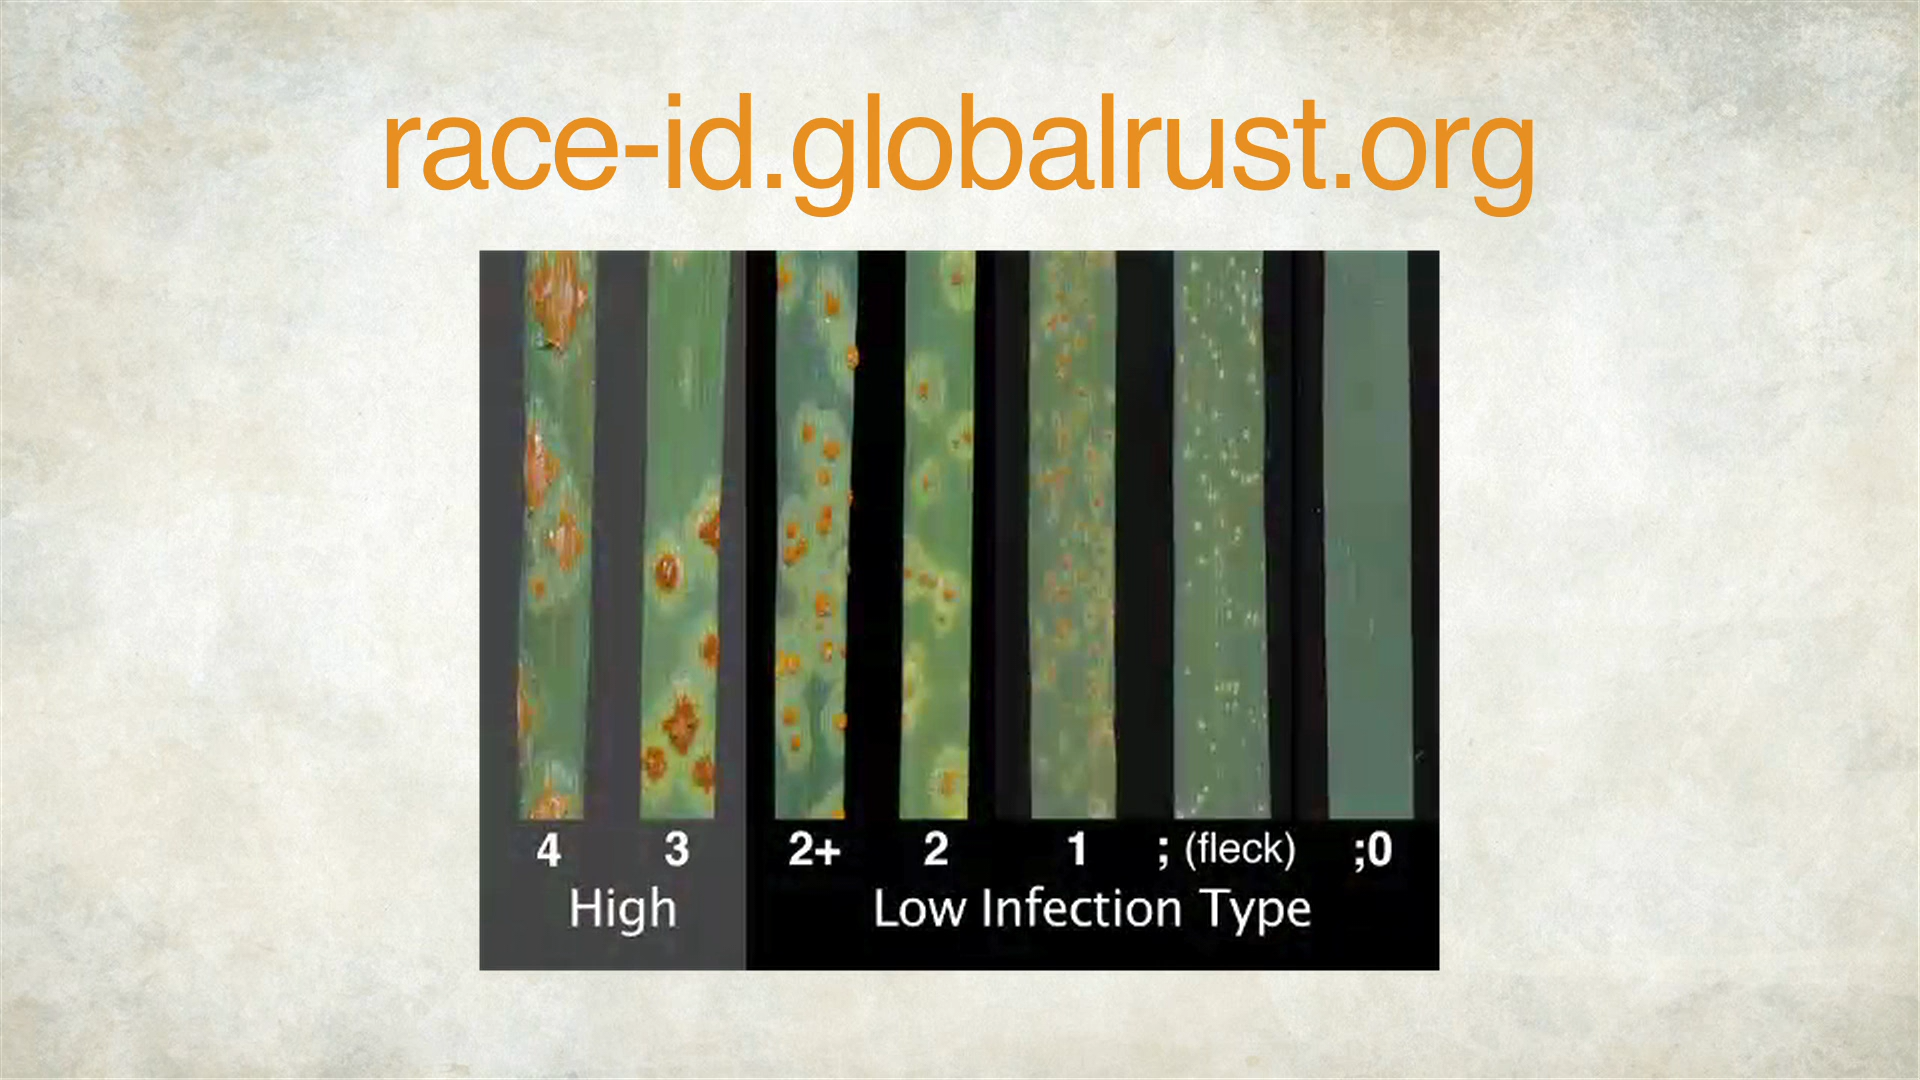 race-id.globalrust.org
4 3 2+ 2 1 ; (fleck) ;0
High Low Infection Type